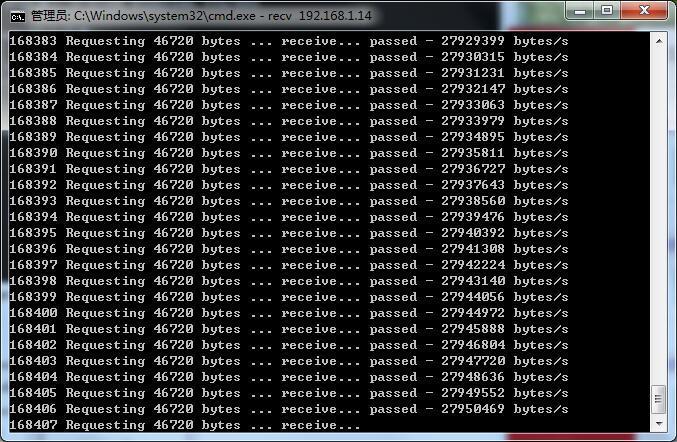 管理员: C:\Windows\system32\cmd.exe - recv  192.168.1.14
168383 Requesting 46720 bytes ... receive... passed - 27929399 bytes/s
168384 Requesting 46720 bytes ... receive... passed - 27930315 bytes/s
168385 Requesting 46720 bytes ... receive... passed - 27931231 bytes/s
168386 Requesting 46720 bytes ... receive... passed - 27932147 bytes/s
168387 Requesting 46720 bytes ... receive... passed - 27933063 bytes/s
168388 Requesting 46720 bytes ... receive... passed - 27933979 bytes/s
168389 Requesting 46720 bytes ... receive... passed - 27934895 bytes/s
168390 Requesting 46720 bytes ... receive... passed - 27935811 bytes/s
168391 Requesting 46720 bytes ... receive... passed - 27936727 bytes/s
168392 Requesting 46720 bytes ... receive... passed - 27937643 bytes/s
168393 Requesting 46720 bytes ... receive... passed - 27938560 bytes/s
168394 Requesting 46720 bytes ... receive... passed - 27939476 bytes/s
168395 Requesting 46720 bytes ... receive... passed - 27940392 bytes/s
168396 Requesting 46720 bytes ... receive... passed - 27941308 bytes/s
168397 Requesting 46720 bytes ... receive... passed - 27942224 bytes/s
168398 Requesting 46720 bytes ... receive... passed - 27943140 bytes/s
168399 Requesting 46720 bytes ... receive... passed - 27944056 bytes/s
168400 Requesting 46720 bytes ... receive... passed - 27944972 bytes/s
168401 Requesting 46720 bytes ... receive... passed - 27945888 bytes/s
168402 Requesting 46720 bytes ... receive... passed - 27946804 bytes/s
168403 Requesting 46720 bytes ... receive... passed - 27947720 bytes/s
168404 Requesting 46720 bytes ... receive... passed - 27948636 bytes/s
168405 Requesting 46720 bytes ... receive... passed - 27949552 bytes/s
168406 Requesting 46720 bytes ... receive... passed - 27950469 bytes/s
168407 Requesting 46720 bytes ... receive...